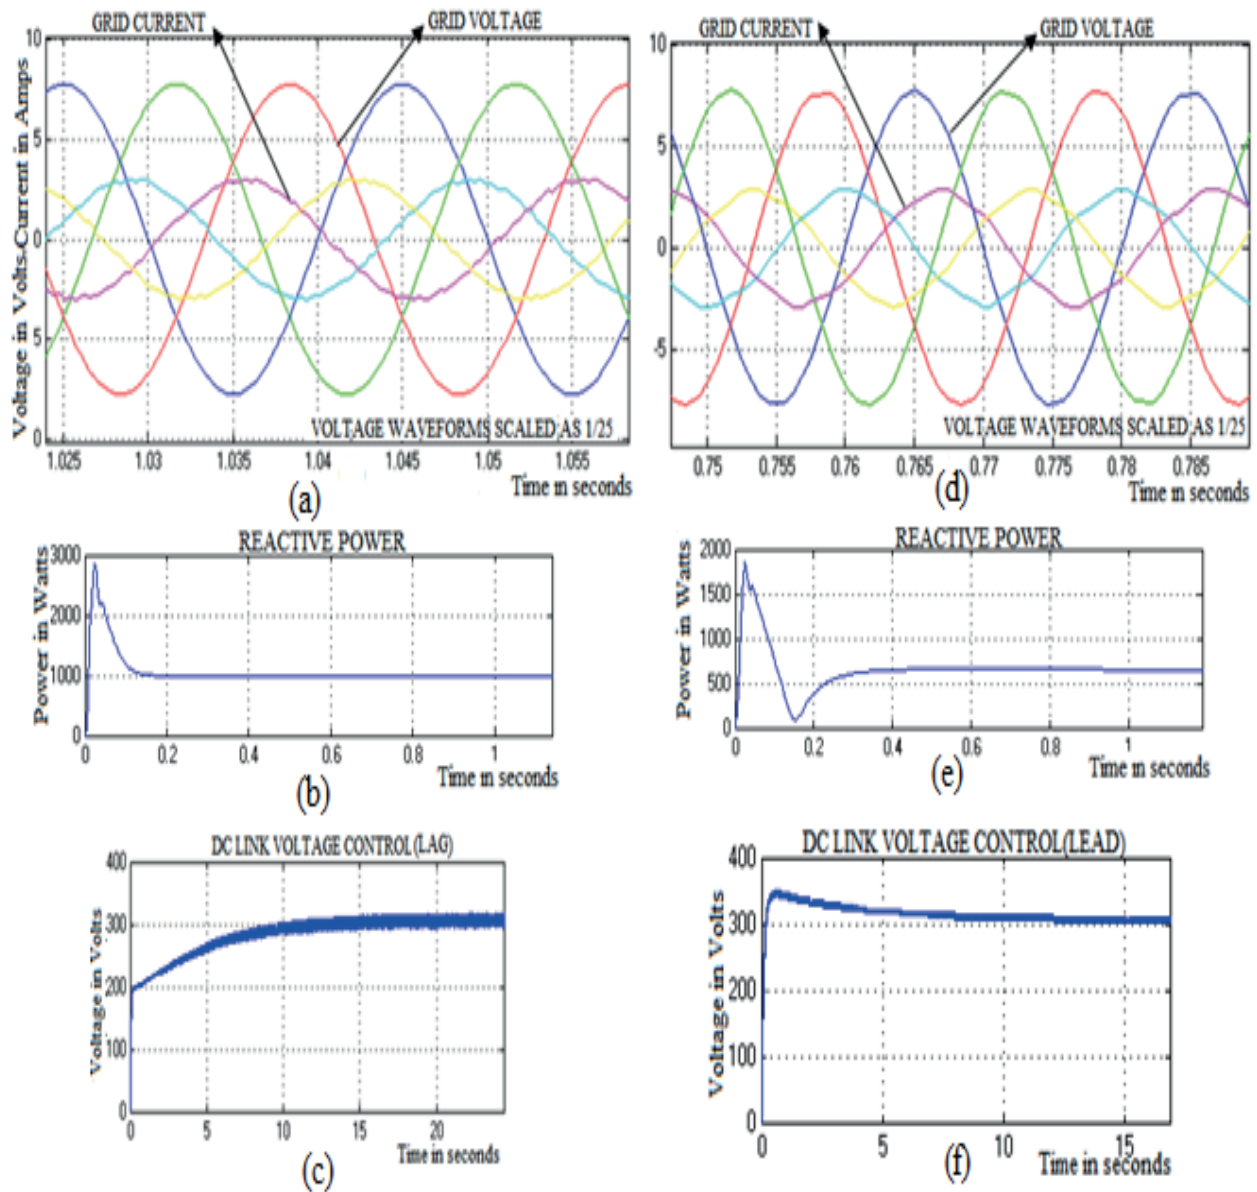 GRID CURRENT
GRID VOLTAGE
Voltage in Volts.Current in Amps
10
5
0
5
0
VOLTAGE WAVEFORMS SCALED AS 1/25
1.025 1.03 1.035 1.04 1.045 1.05 1.055
Time in seconds
(a)
GRID CURRENT
GRID VOLTAGE
10
5
0
-5
VOLTAGE WAVEFORMS SCALED AS 1/25
0.75 0.755 0.76 0.765 0.77 0.775 0.78 0.785
Time in seconds
(d)
REACTIVE POWER
Power in Watts
3000
2000
1000
0
0 0.2 0.4 0.6 0.8 1
Time in seconds
(b)
REACTIVE POWER
Power in Watts
2000
1500
1000
500
0
0 0.2 0.4 0.6 0.8 1
Time in seconds
(e)
DC LINK VOLTAGE CONTROL(LAG)
Voltage in Volts
400
300
200
100
0
0 5 10 15 20
Time in seconds
(c)
DC LINK VOLTAGE CONTROL(LEAD)
Voltage in Volts
400
300
200
100
0
0 5 10 15
Time in seconds
(f)